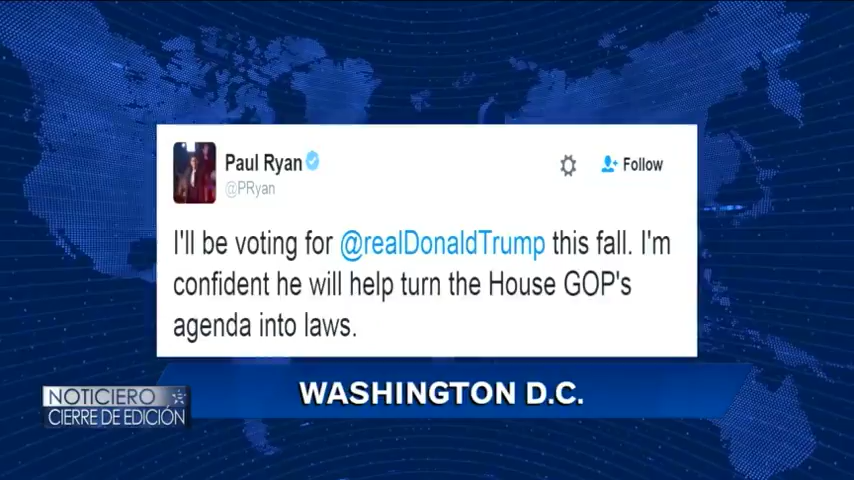 Paul Ryan
@PRyan
Follow
I'll be voting for @realDonaldTrump this fall. I'm
confident he will help turn the House GOP's
agenda into laws.
WASHINGTON D.C.
NOTICIERO
CIERRE DE EDICIÓN